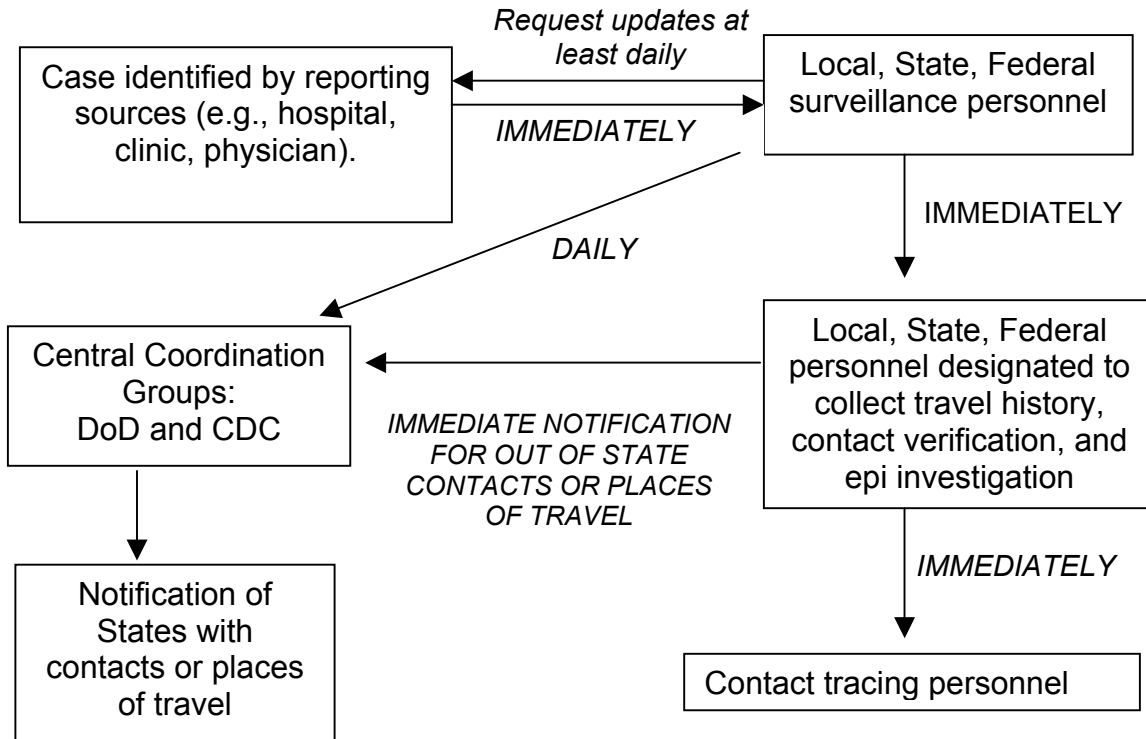 Request updates at
least daily
Case identified by reporting
sources (e.g., hospital,
clinic, physician).
IMMEDIATELY
Local, State, Federal
surveillance personnel
DAILY
IMMEDIATELY
Central Coordination
Groups:
DoD and CDC
IMMEDIATE NOTIFICATION
FOR OUT OF STATE
CONTACTS OR PLACES
OF TRAVEL
Local, State, Federal
personnel designated to
collect travel history,
contact verification, and
epi investigation
IMMEDIATELY
Notification of
States with
contacts or places
of travel
Contact tracing personnel